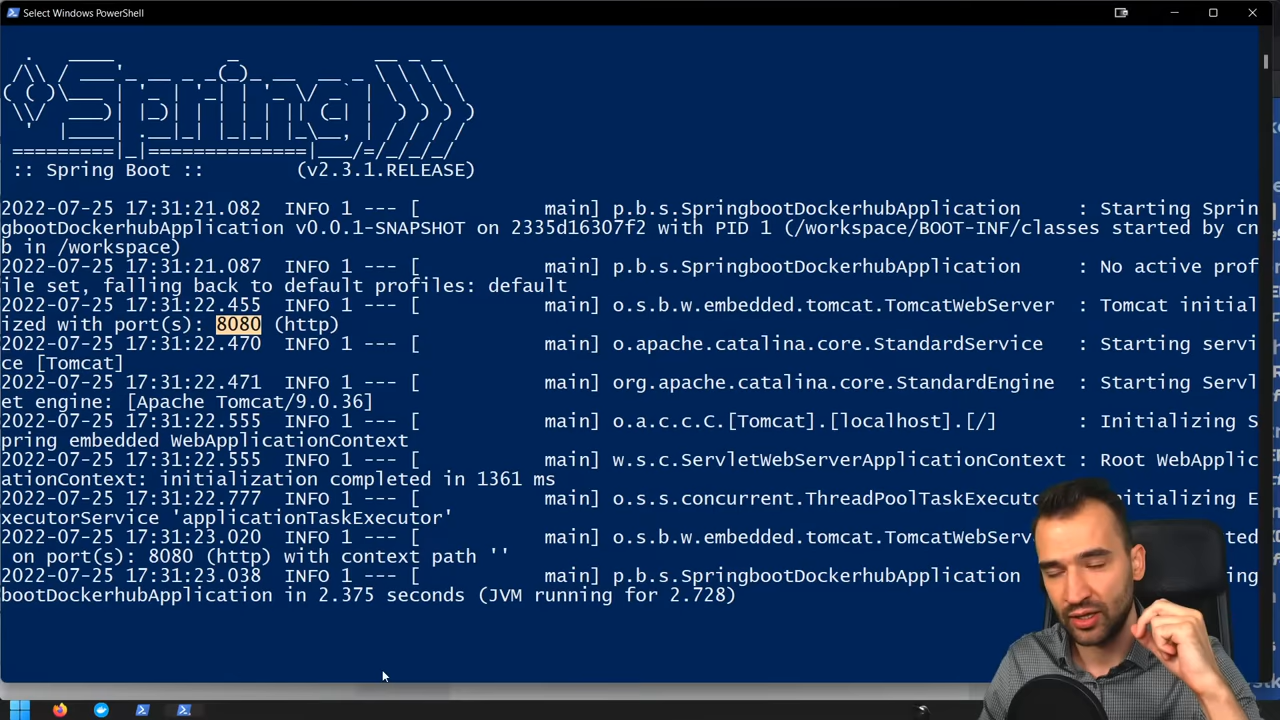 Select Windows PowerShell
:: Spring Boot ::        (v2.3.1.RELEASE)
2022-07-25 17:31:21.082  INFO 1 --- [           main] p.b.s.SpringbootDockerhubApplication     : Starting Sprin
gbootDockerhubApplication v0.0.1-SNAPSHOT on 2335d16307f2 with PID 1 (/workspace/BOOT-INF/classes started by cn
b in /workspace)
2022-07-25 17:31:21.087  INFO 1 --- [           main] p.b.s.SpringbootDockerhubApplication     : No active prof
ile set, falling back to default profiles: default
2022-07-25 17:31:22.455  INFO 1 --- [           main] o.s.b.w.embedded.tomcat.TomcatWebServer  : Tomcat initial
ized with port(s): 8080 (http)
2022-07-25 17:31:22.470  INFO 1 --- [           main] o.apache.catalina.core.StandardService   : Starting servi
ce [Tomcat]
2022-07-25 17:31:22.471  INFO 1 --- [           main] org.apache.catalina.core.StandardEngine  : Starting Servl
et engine: [Apache Tomcat/9.0.36]
2022-07-25 17:31:22.555  INFO 1 --- [           main] o.a.c.c.C.[Tomcat].[localhost].[/]       : Initializing S
pring embedded WebApplicationContext
2022-07-25 17:31:22.555  INFO 1 --- [           main] w.s.c.ServletWebServerApplicationContext : Root WebApplic
ationContext: initialization completed in 1361 ms
2022-07-25 17:31:22.777  INFO 1 --- [           main] o.s.s.concurrent.ThreadPoolTaskExecuto nitializing E
xecutorService 'applicationTaskExecutor'
2022-07-25 17:31:23.020  INFO 1 --- [           main] o.s.b.w.embedded.tomcat.TomcatWebServ ted
on port(s): 8080 (http) with context path ''
2022-07-25 17:31:23.038  INFO 1 --- [           main] p.b.s.SpringbootDockerhubApplication ing
bootDockerhubApplication in 2.375 seconds (JVM running for 2.728)